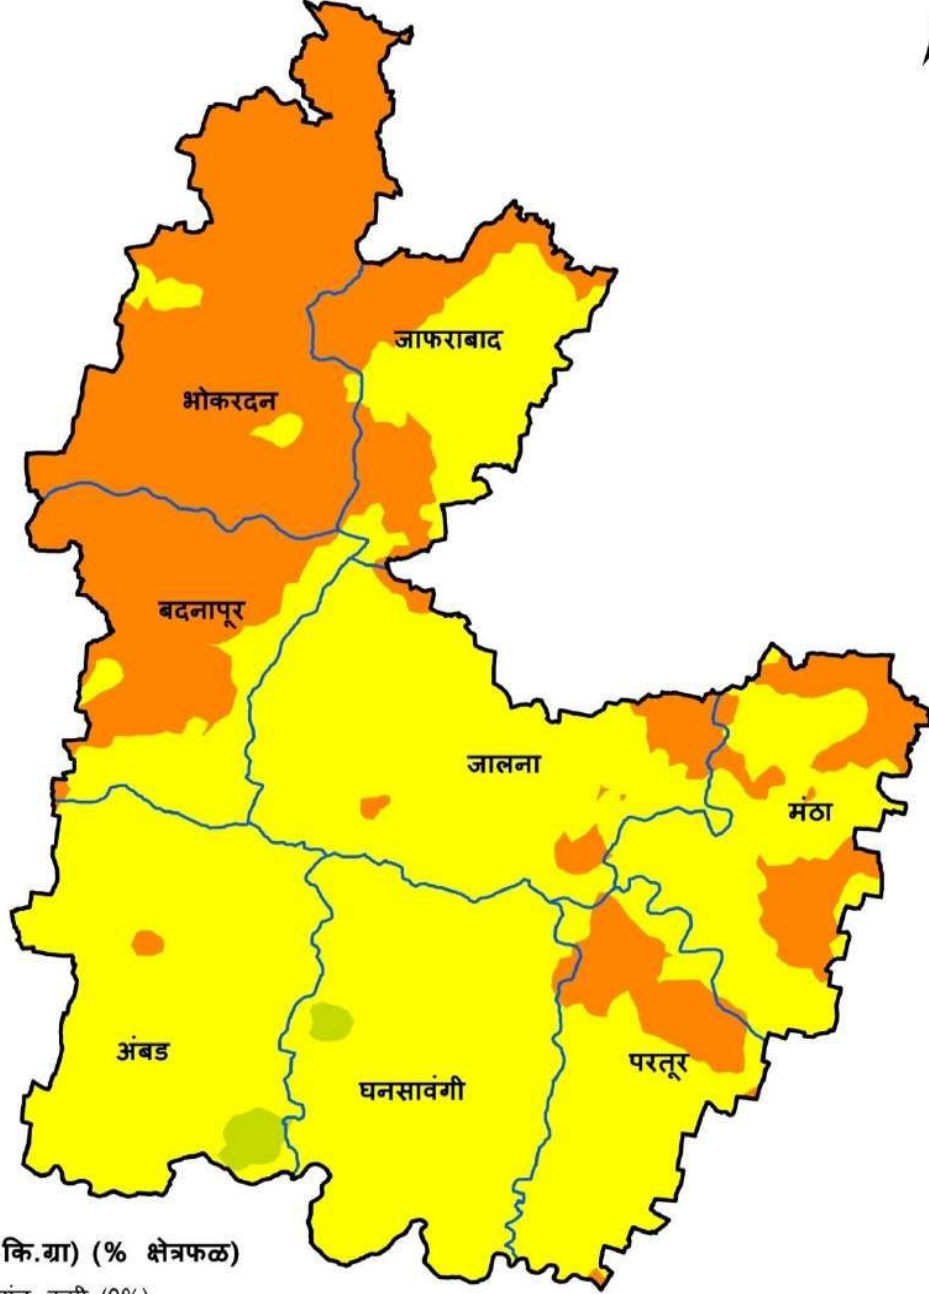 जाफराबाद
भोकरदन
बदनापूर
जालना
मंठा
अंबड
घनसावंगी
परतूर
कि.ग्रा) (% क्षेत्रफळ)